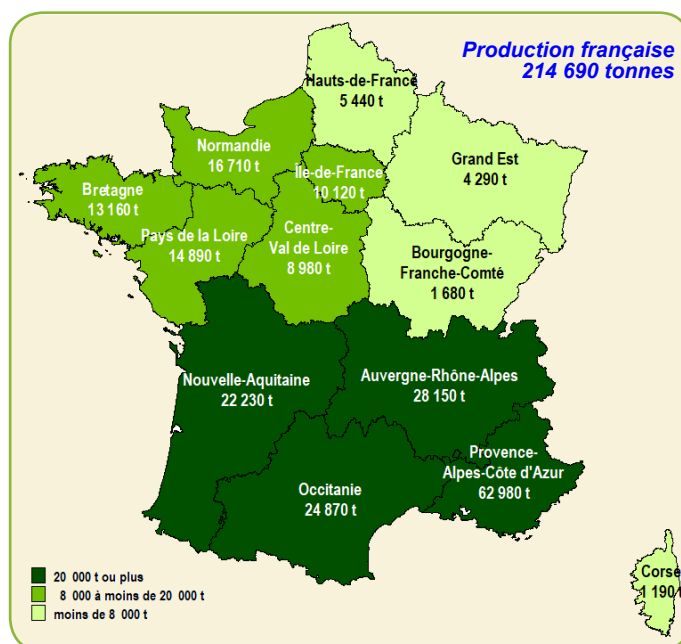 Production française
214 690 tonnes
Hauts-de-France
5 440 t
Normandie
16 710 t
Île-de-France
10 120 t
Grand Est
4 290 t
Bretagne
13 160 t
Pays de la Loire
14 890 t
Centre-
Val de Loire
8 980 t
Bourgogne-
Franche-Comté
1 680 t
Nouvelle-Aquitaine
22 230 t
Auvergne-Rhône-Alpes
28 150 t
Provence-
Alpes-Côte d'Azur
62 980 t
Occitanie
24 870 t
Corse
1 190 t
20 000 t ou plus
8 000 à moins de 20 000 t
moins de 8 000 t